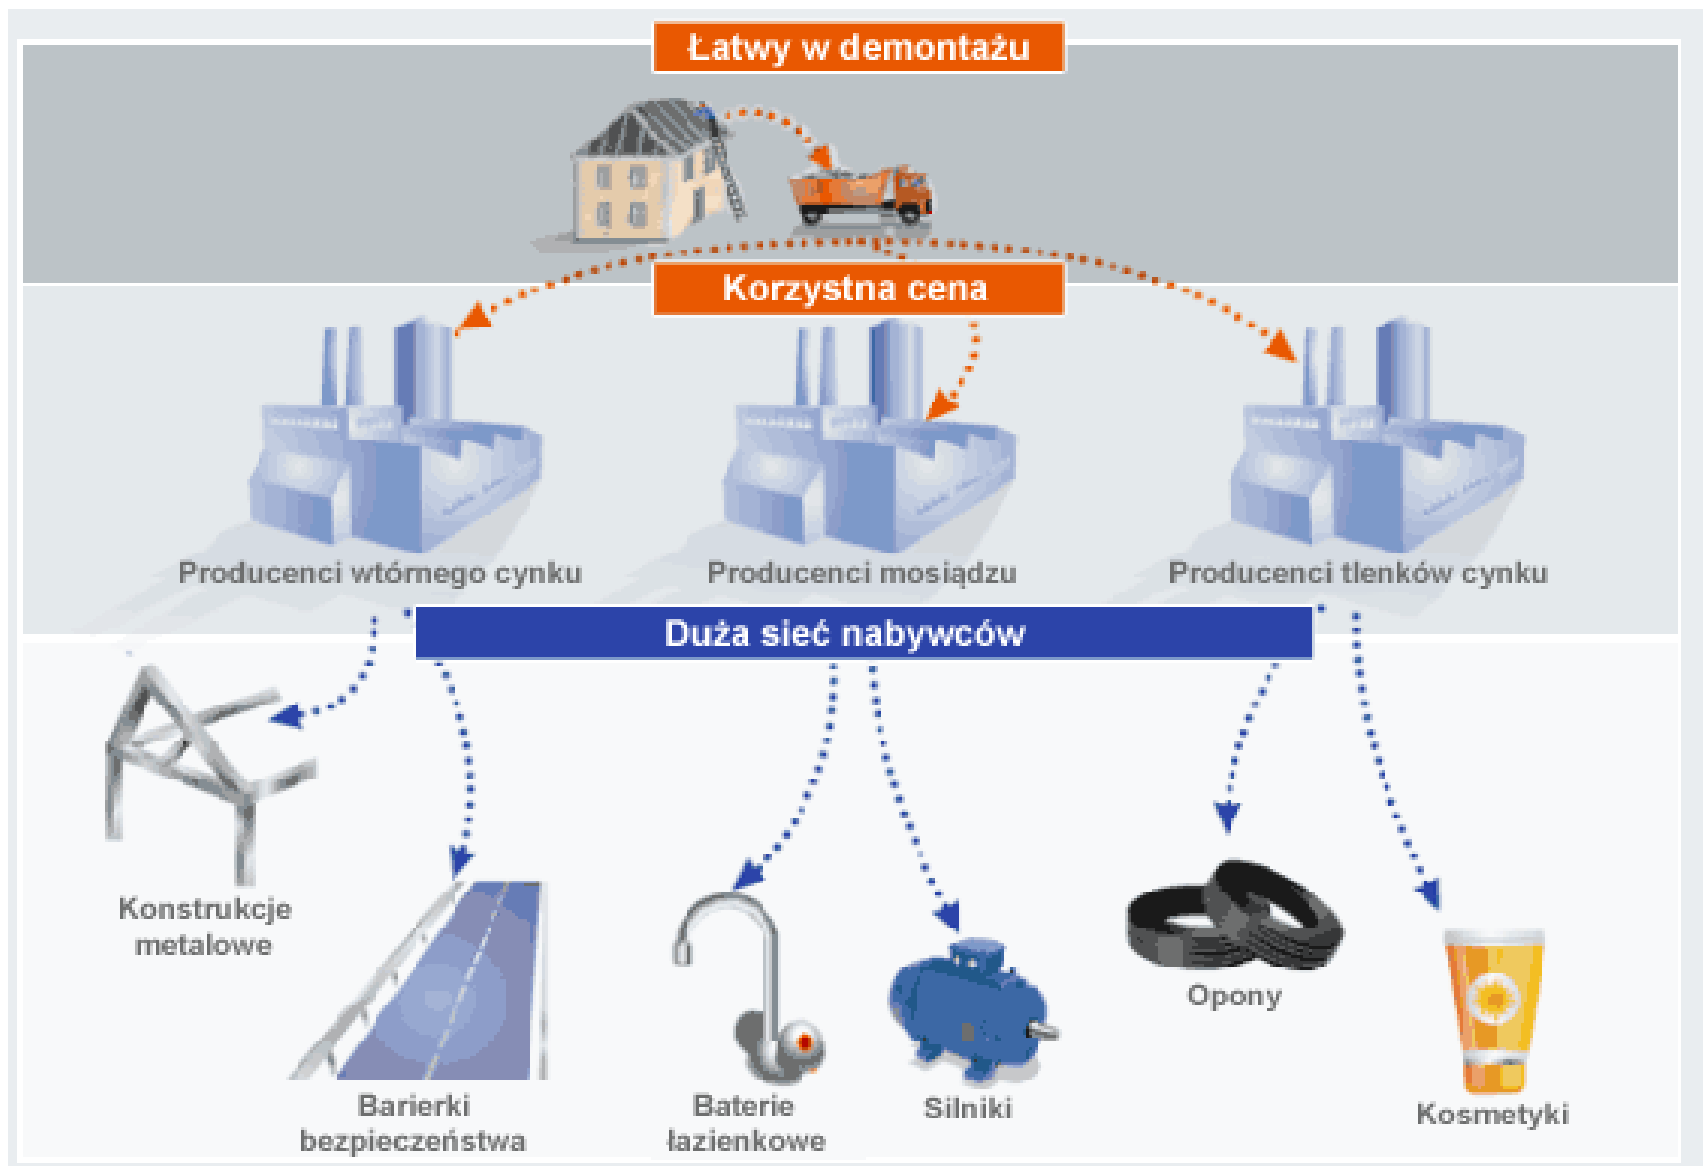 Łatwy w demontażu
Korzystna cena
Producenci wtórnego cynku
Producenci mosiądzu
Producenci tlenków cynku
Duża sieć nabywców
Konstrukcje
metalowe
Barierki
bezpieczeństwa
Baterie
łazienkowe
Silniki
Opony
Kosmetyki